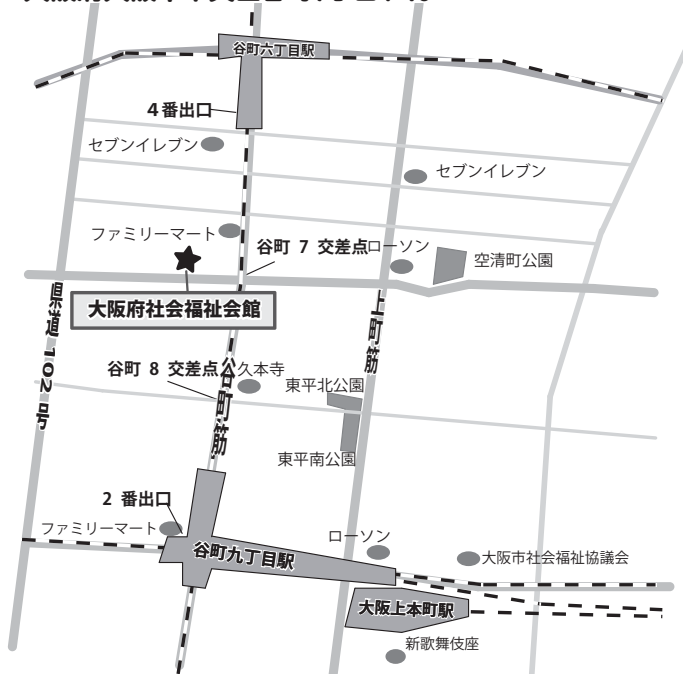 谷町六丁目駅
4番出口
セブンイレブン
セブンイレブン
ファミリーマート
谷町 7 交差点
ローソン
空清町公園
大阪府社会福祉会館
県道102号
上町筋
谷町 8 交差点
久本寺
谷町筋
東平北公園
東平南公園
2 番出口
ファミリーマート
谷町九丁目駅
ローソン
大阪市社会福祉協議会
大阪上本町駅
新歌舞伎座